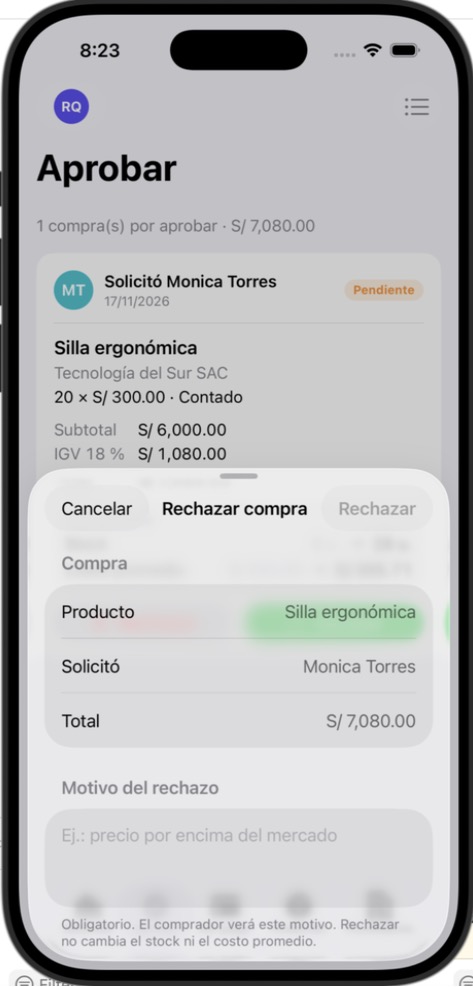 8:23
RQ
Aprobar
1 compra(s) por aprobar · S/ 7,080.00
MT
Solicitó Monica Torres
17/11/2026
Pendiente
Silla ergonómica
Tecnología del Sur SAC
20 × S/ 300.00 · Contado
Subtotal S/ 6,000.00
IGV 18 % S/ 1,080.00
Cancelar
Rechazar compra
Rechazar
Compra
Producto Silla ergonómica
Solicitó Monica Torres
Total S/ 7,080.00
Motivo del rechazo
Ej.: precio por encima del mercado
Obligatorio. El comprador verá este motivo. Rechazar
no cambia el stock ni el costo promedio.